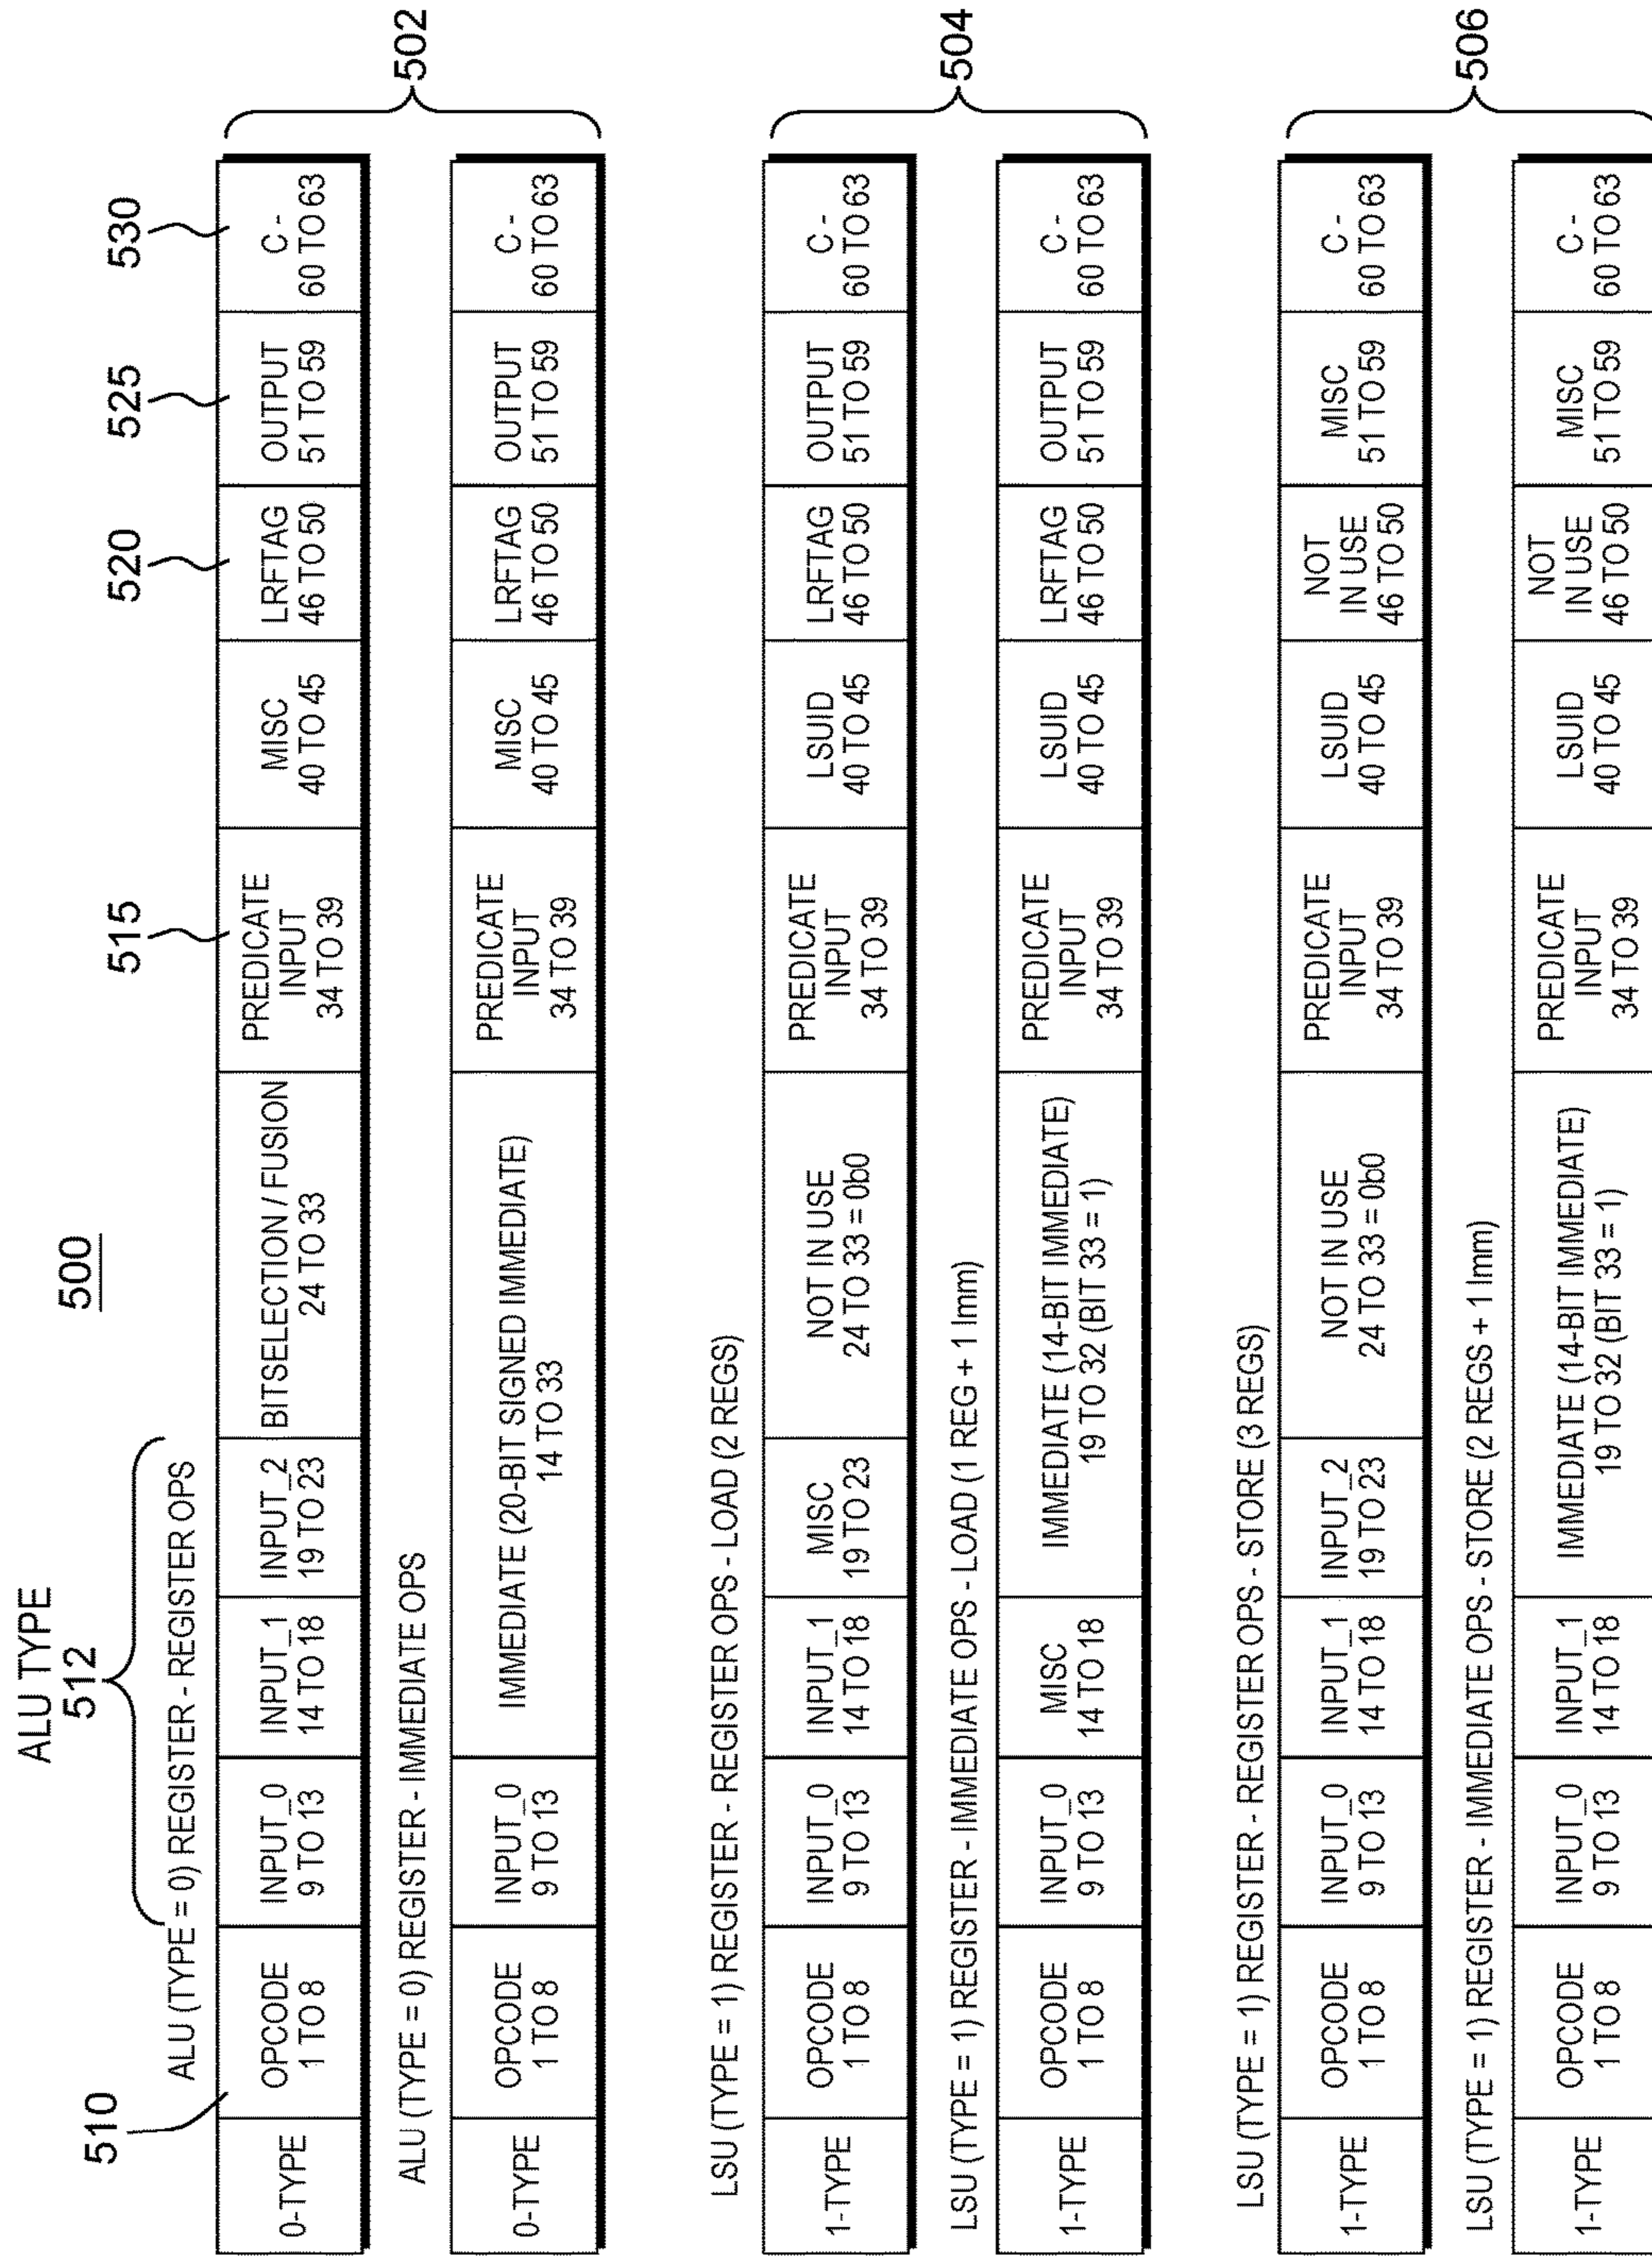 500
ALU TYPE
512
510
515
520
525
530
ALU (TYPE = 0) REGISTER - REGISTER OPS
0-TYPE
OPCODE
1 TO 8
INPUT_0
9 TO 13
INPUT_1
14 TO 18
INPUT_2
19 TO 23
BITSELECTION / FUSION
24 TO 33
PREDICATE
INPUT
34 TO 39
MISC
40 TO 45
LRFTAG
46 TO 50
OUTPUT
51 TO 59
C -
60 TO 63
502
ALU (TYPE = 0) REGISTER - IMMEDIATE OPS
0-TYPE
OPCODE
1 TO 8
INPUT_0
9 TO 13
IMMEDIATE (20-BIT SIGNED IMMEDIATE)
14 TO 33
PREDICATE
INPUT
34 TO 39
MISC
40 TO 45
LRFTAG
46 TO 50
OUTPUT
51 TO 59
C -
60 TO 63
LSU (TYPE = 1) REGISTER - REGISTER OPS - LOAD (2 REGS)
1-TYPE
OPCODE
1 TO 8
INPUT_0
9 TO 13
INPUT_1
14 TO 18
MISC
19 TO 23
NOT IN USE
24 TO 33 = 0b0
PREDICATE
INPUT
34 TO 39
LSUID
40 TO 45
LRFTAG
46 TO 50
OUTPUT
51 TO 59
C -
60 TO 63
504
LSU (TYPE = 1) REGISTER - IMMEDIATE OPS - LOAD (1 REG + 1 Imm)
1-TYPE
OPCODE
1 TO 8
INPUT_0
9 TO 13
MISC
14 TO 18
IMMEDIATE (14-BIT IMMEDIATE)
19 TO 32 (BIT 33 = 1)
PREDICATE
INPUT
34 TO 39
LSUID
40 TO 45
LRFTAG
46 TO 50
OUTPUT
51 TO 59
C -
60 TO 63
LSU (TYPE = 1) REGISTER - REGISTER OPS - STORE (3 REGS)
1-TYPE
OPCODE
1 TO 8
INPUT_0
9 TO 13
INPUT_1
14 TO 18
INPUT_2
19 TO 23
NOT IN USE
24 TO 33 = 0b0
PREDICATE
INPUT
34 TO 39
LSUID
40 TO 45
NOT
IN USE
46 TO 50
MISC
51 TO 59
C -
60 TO 63
506
LSU (TYPE = 1) REGISTER - IMMEDIATE OPS - STORE (2 REGS + 1 Imm)
1-TYPE
OPCODE
1 TO 8
INPUT_0
9 TO 13
INPUT_1
14 TO 18
IMMEDIATE (14-BIT IMMEDIATE)
19 TO 32 (BIT 33 = 1)
PREDICATE
INPUT
34 TO 39
LSUID
40 TO 45
NOT
IN USE
46 TO 50
MISC
51 TO 59
C -
60 TO 63